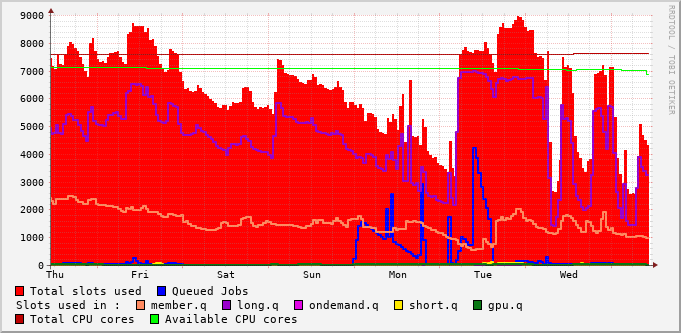 9000
8000
7000
6000
5000
4000
3000
2000
1000
0
Thu Fri Sat Sun Mon Tue Wed
RRDTOOL / TOBI OETIKER
Total slots used Queued Jobs
Slots used in : member.q long.q ondemand.q short.q gpu.q
Total CPU cores Available CPU cores